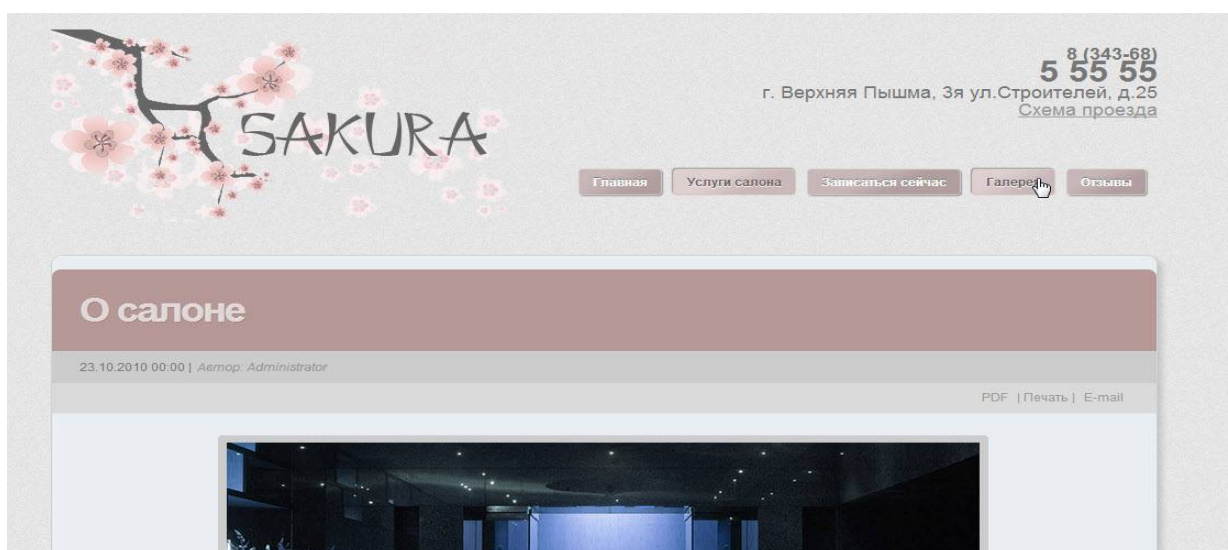 SAKURA
8 (343-68)
5 55 55
г. Верхняя Пышма, 3я ул.Строителей, д.25
Схема проезда
Главная Услуги салона Записаться сейчас Галерея Отзывы
О салоне
23.10.2010 00:00 | Автор: Administrator
PDF | Печать | E-mail